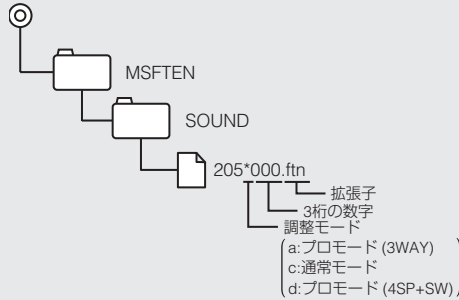 MSFTEN
SOUND
205*000.ftn
拡張子
3桁の数字
調整モード
a:プロモード(3WAY)
c:通常モード
d:プロモード(4SP+SW)